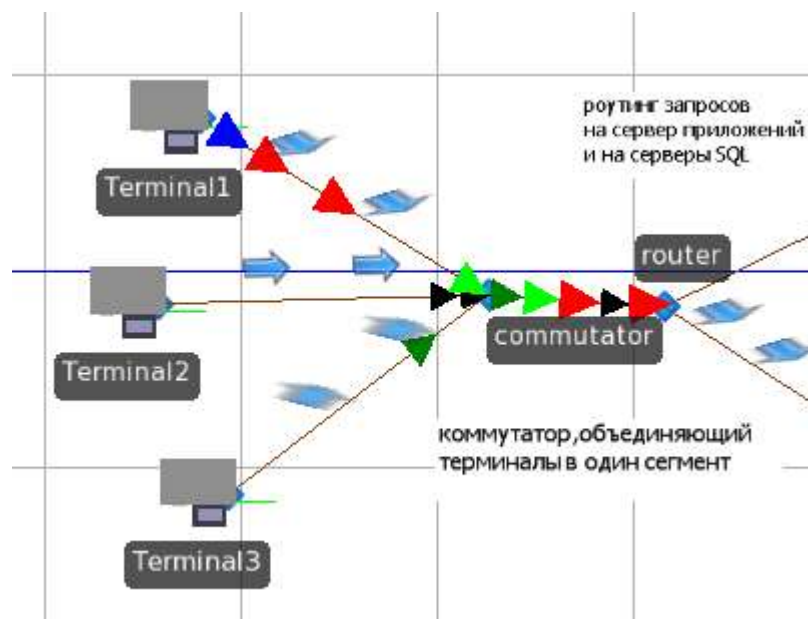 роутинг запросов
на сервер приложений
и на серверы SQL
Terminal1
router
commutator
Terminal2
коммутатор,объединяющий
терминалы в один сегмент
Terminal3